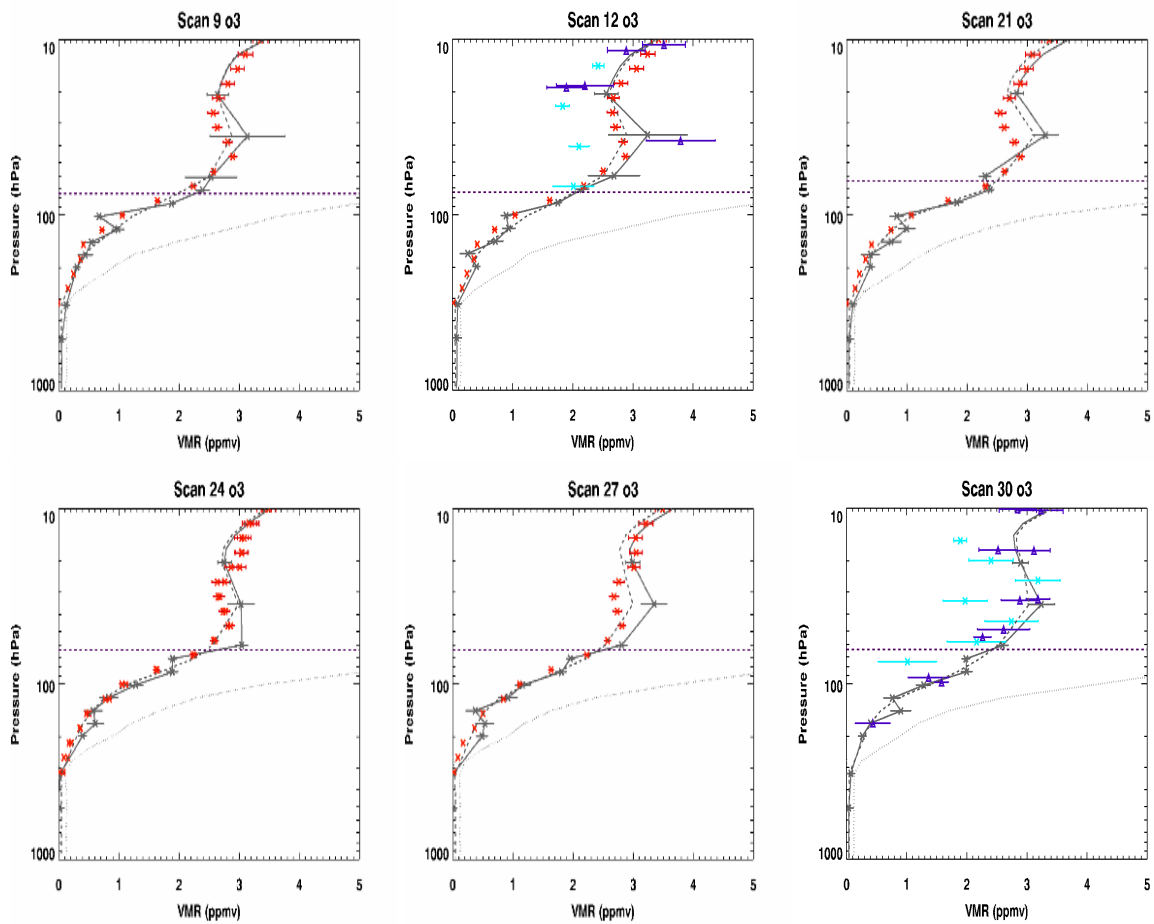 Scan 9 o3
Pressure (hPa)
10
100
1000
0 1 2 3 4 5
VMR (ppmv)
Scan 12 o3
Pressure (hPa)
10
100
1000
0 1 2 3 4 5
VMR (ppmv)
Scan 21 o3
Pressure (hPa)
10
100
1000
0 1 2 3 4 5
VMR (ppmv)
Scan 24 o3
Pressure (hPa)
10
100
1000
0 1 2 3 4 5
VMR (ppmv)
Scan 27 o3
Pressure (hPa)
10
100
1000
0 1 2 3 4 5
VMR (ppmv)
Scan 30 o3
Pressure (hPa)
10
100
1000
0 1 2 3 4 5
VMR (ppmv)